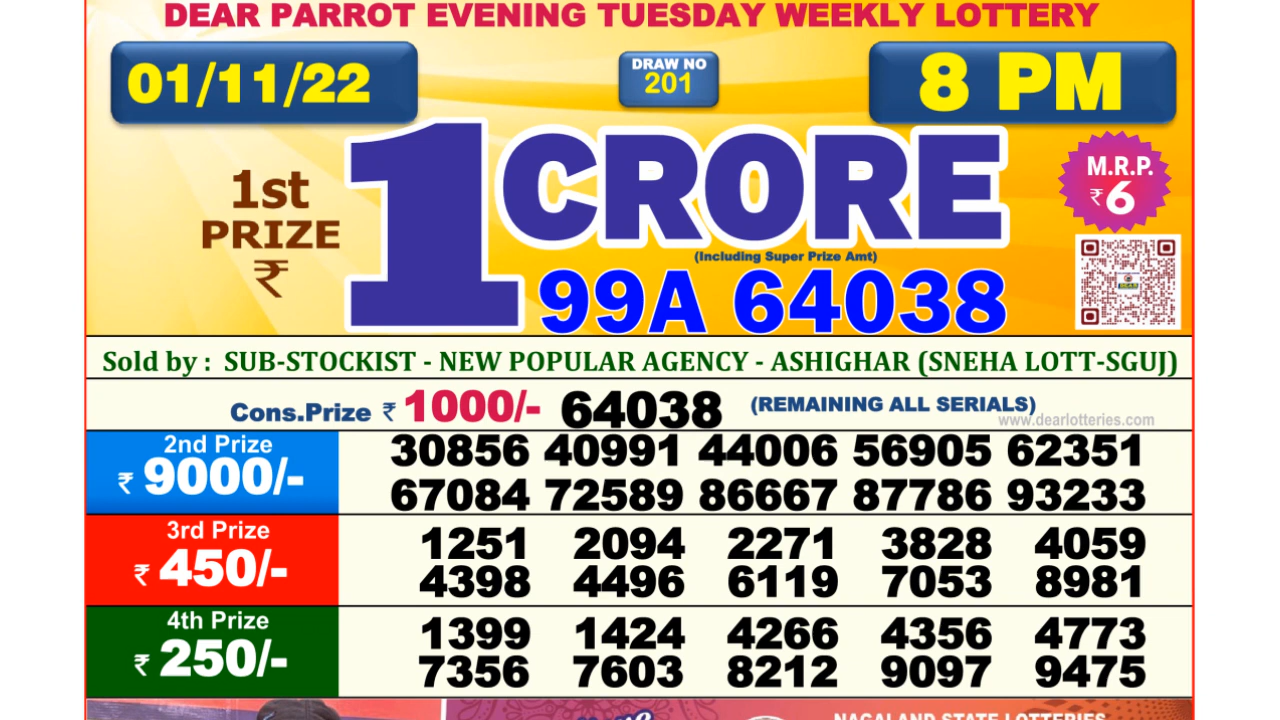 DEAR PARROT EVENING TUESDAY WEEKLY LOTTERY
01/11/22
DRAW NO
201
8 PM
1st
PRIZE
₹
1 CRORE
(Including Super Prize Amt)
M.R.P.
₹6
99A 64038
Sold by : SUB-STOCKIST - NEW POPULAR AGENCY - ASHIGHAR (SNEHA LOTT-SGUJ)
Cons.Prize ₹ 1000/- 64038 (REMAINING ALL SERIALS)
www.dearlotteries.com
2nd Prize
₹ 9000/-
30856 40991 44006 56905 62351
67084 72589 86667 87786 93233
3rd Prize
₹ 450/-
1251 2094 2271 3828 4059
4398 4496 6119 7053 8981
4th Prize
₹ 250/-
1399 1424 4266 4356 4773
7356 7603 8212 9097 9475
NAGALAND STATE LOTTERIES